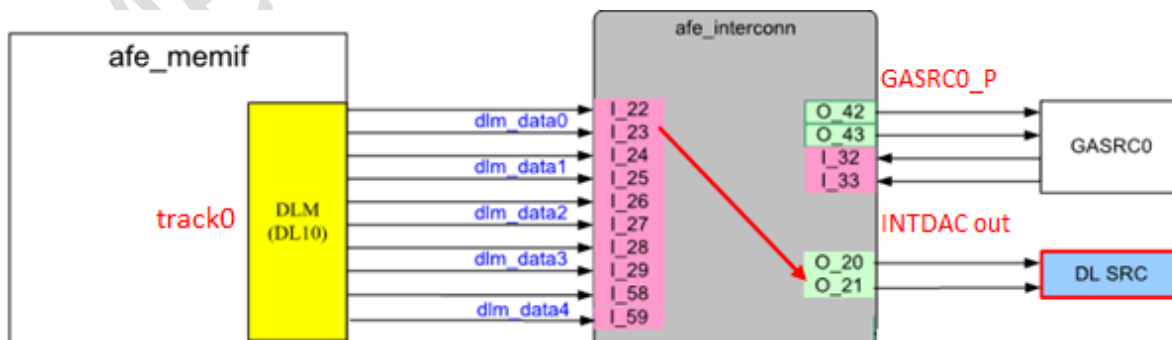 afe_memif
track0
DLM
(DL10)
dlm_data0
dlm_data1
dlm_data2
dlm_data3
dlm_data4
afe_interconn
I_22
I_23
I_24
I_25
I_26
I_27
I_28
I_29
I_58
I_59
O_42
O_43
I_32
I_33
O_20
O_21
GASRC0_P
GASRC0
INTDAC out
DL SRC